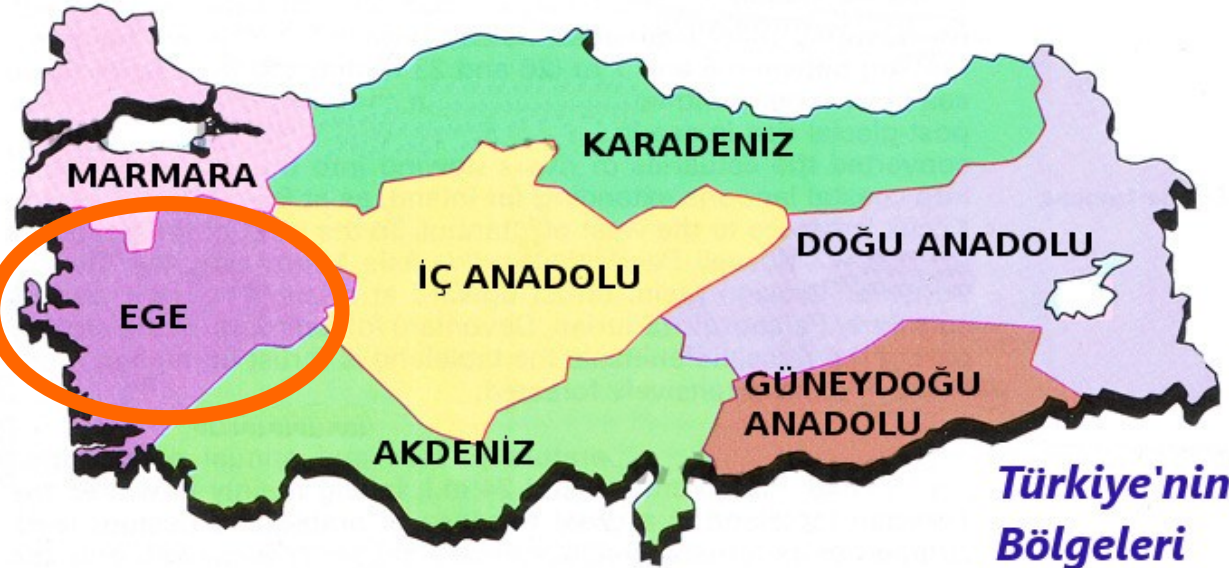 KARADENİZ
MARMARA
DOĞU ANADOLU
İÇ ANADOLU
EGE
GÜNEYDOĞU
ANADOLU
AKDENİZ
Türkiye'nin
Bölgeleri